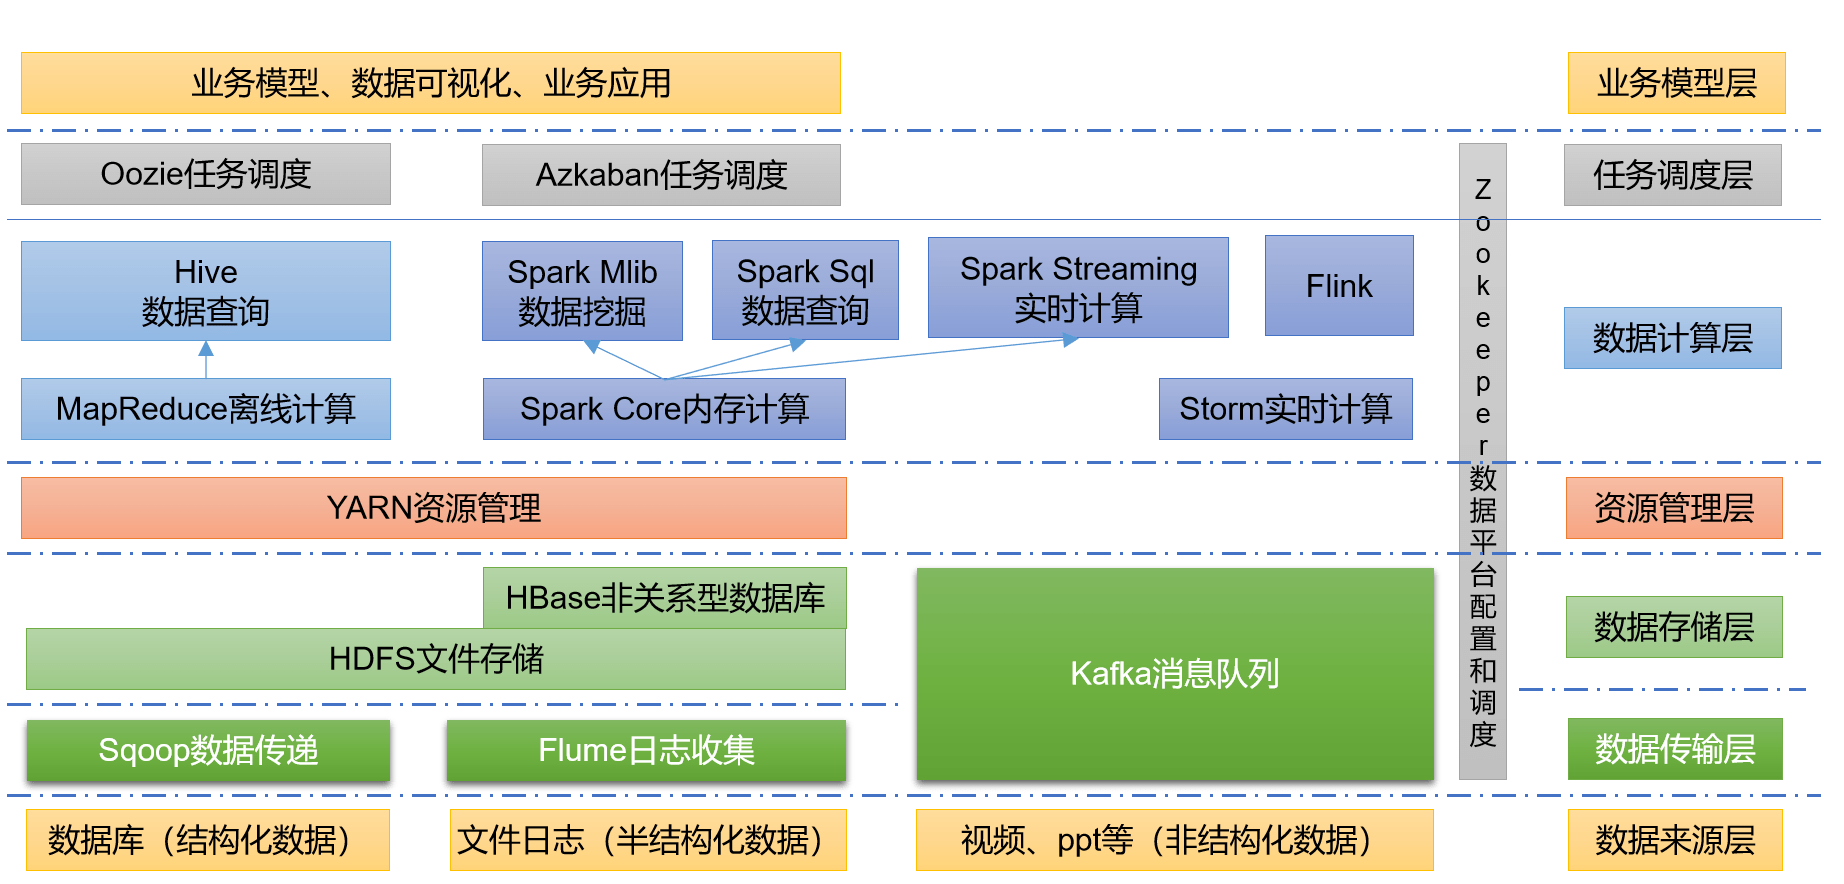 业务模型、数据可视化、业务应用
业务模型层
Oozie任务调度
Azkaban任务调度
任务调度层
Hive
数据查询
Spark Mlib
数据挖掘
Spark Sql
数据查询
Spark Streaming
实时计算
Flink
数据计算层
MapReduce离线计算
Spark Core内存计算
Storm实时计算
Zookeeper数据平台配置和调度
YARN资源管理
资源管理层
HBase非关系型数据库
HDFS文件存储
Kafka消息队列
数据存储层
Sqoop数据传递
Flume日志收集
数据传输层
数据库（结构化数据）
文件日志（半结构化数据）
视频、ppt等（非结构化数据）
数据来源层